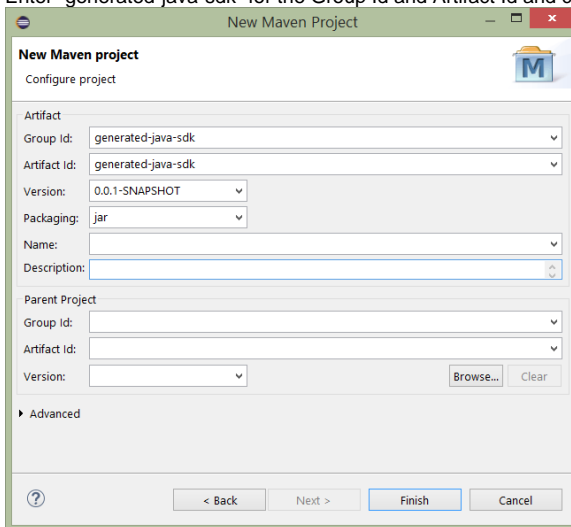 Enter "generated-java-sdk" for the Group Id and Artifact Id and
New Maven Project
New Maven project
Configure project
M
Artifact
Group Id: generated-java-sdk
Artifact Id: generated-java-sdk
Version: 0.0.1-SNAPSHOT
Packaging: jar
Name:
Description:
Parent Project
Group Id:
Artifact Id:
Version: Browse... Clear
Advanced
? < Back Next > Finish Cancel